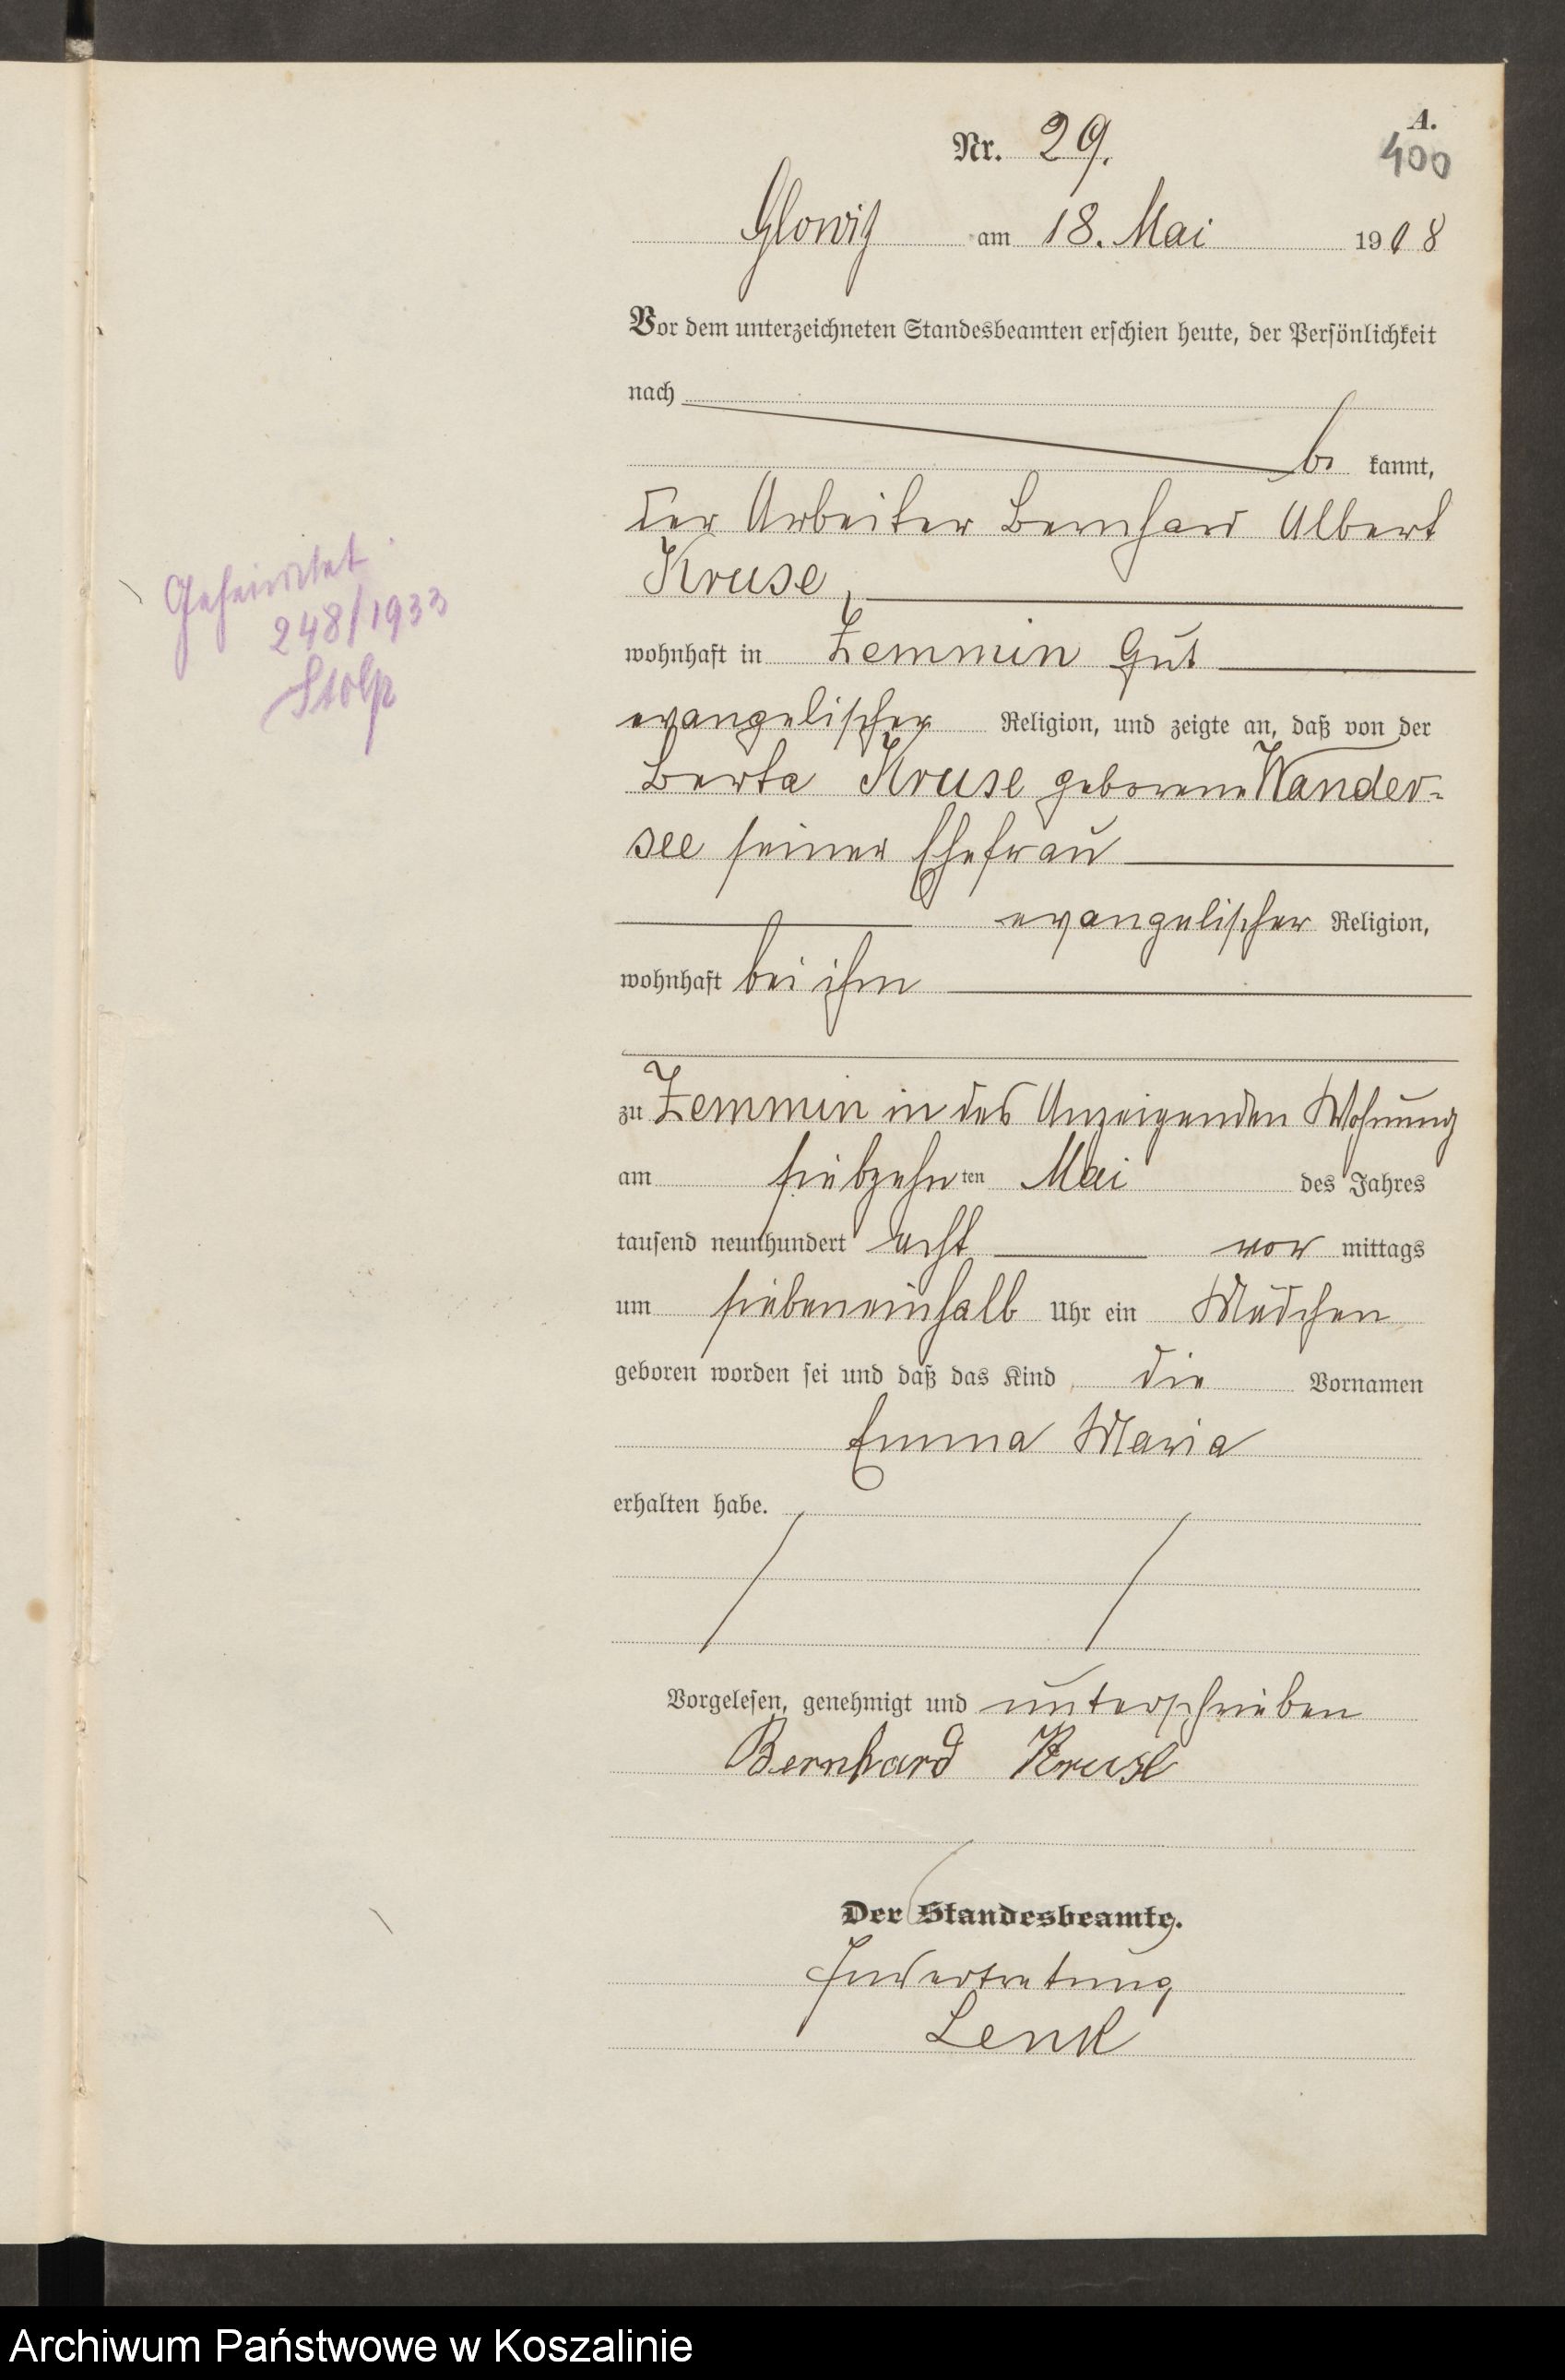 A.
Nr. 29.
400
Glowitz am 18. Mai 1908
Vor dem unterzeichneten Standesbeamten erschien heute, der Persönlichkeit
nach
be kannt,
der Arbeiter Bernhard Albert
Kruse,
wohnhaft in Zemmin Gut
evangelischer Religion, und zeigte an, daß von der
Berta Kruse geborene Wander-
see seiner Ehefrau
evangelischer Religion,
wohnhaft bei ihm
zu Zemmin in des Anzeigenden Wohnung
am siebzehnten Mai des Jahres
tausend neunhundert acht vor mittags
um siebeneinhalb Uhr ein Mädchen
geboren worden sei und daß das Kind die Vornamen
Emma Maria
erhalten habe.
Vorgelesen, genehmigt und unterschrieben
Bernhard Kruse
Der Standesbeamte.
In Vertretung
Lenk
Geheiratet
248/1933
Stolp
Archiwum Państwowe w Koszalinie